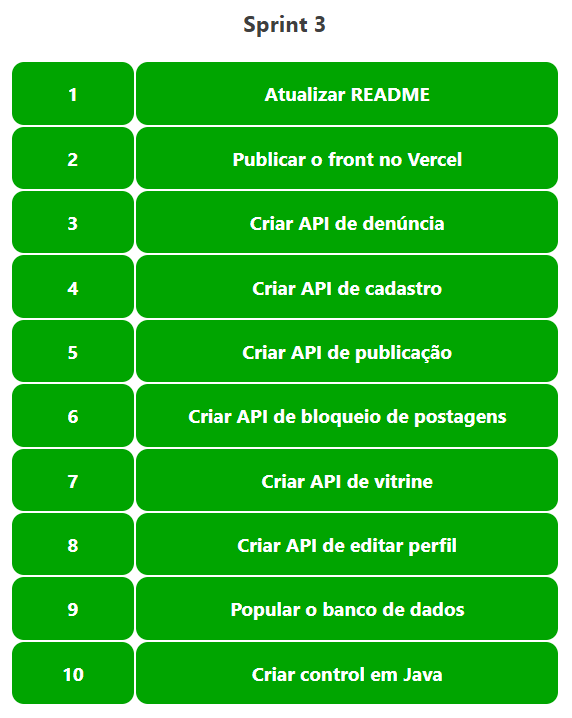 Sprint 3
1 Atualizar README
2 Publicar o front no Vercel
3 Criar API de denúncia
4 Criar API de cadastro
5 Criar API de publicação
6 Criar API de bloqueio de postagens
7 Criar API de vitrine
8 Criar API de editar perfil
9 Popular o banco de dados
10 Criar control em Java